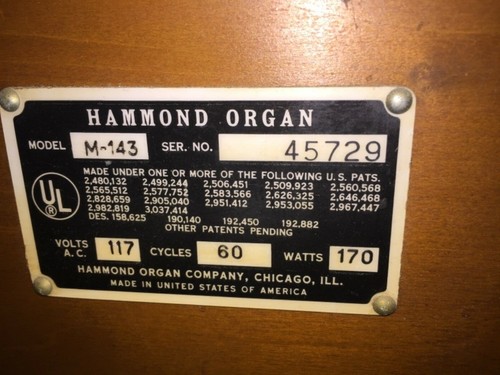 HAMMOND ORGAN
MODEL M-143 SER. NO. 45729
MADE UNDER ONE OR MORE OF THE FOLLOWING U.S. PATS.
2,480,132 2,499,244 2,506,451 2,509,923 2,560,568
2,565,512 2,577,752 2,583,566 2,626,325 2,646,468
2,828,659 2,905,040 2,951,412 2,953,055 2,967,447
2,982,819 3,037,414
DES. 158,625 190,140 192,450 192,882
OTHER PATENTS PENDING
UL
®
VOLTS A.C. 117 CYCLES 60 WATTS 170
HAMMOND ORGAN COMPANY, CHICAGO, ILL.
MADE IN UNITED STATES OF AMERICA